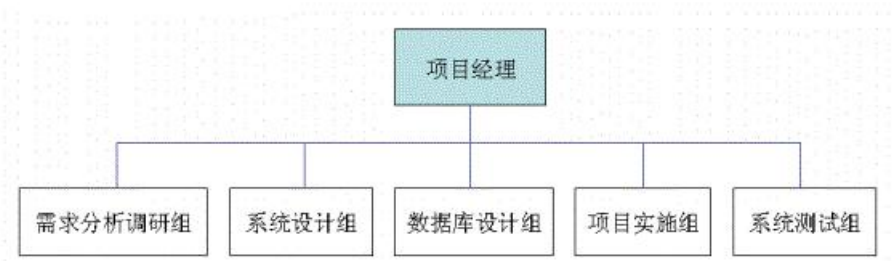 项目经理
需求分析调研组
系统设计组
数据库设计组
项目实施组
系统测试组